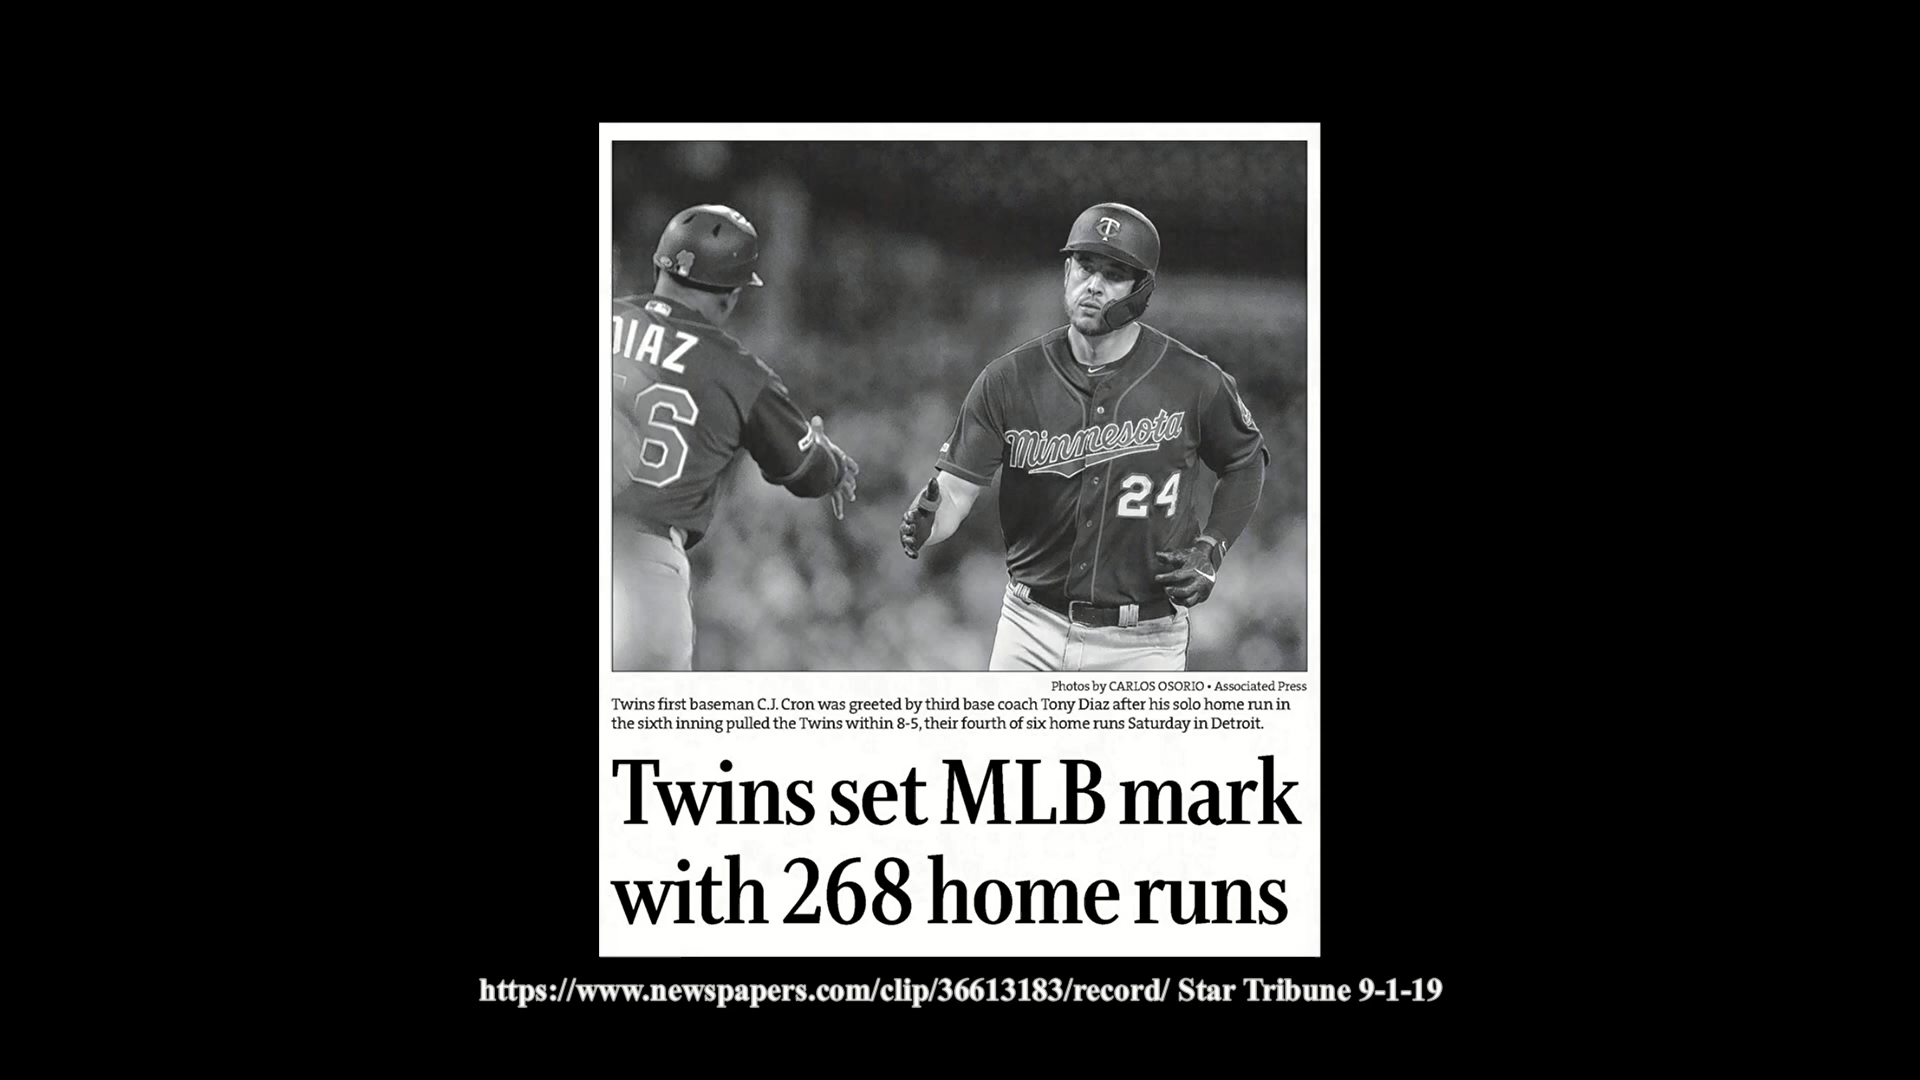 T
C
DIAZ
6
Minnesota
24
Photos by CARLOS OSORIO • Associated Press
Twins first baseman C.J. Cron was greeted by third base coach Tony Diaz after his solo home run in
the sixth inning pulled the Twins within 8-5, their fourth of six home runs Saturday in Detroit.
Twins set MLB mark
with 268 home runs
https://www.newspapers.com/clip/36613183/record/ Star Tribune 9-1-19